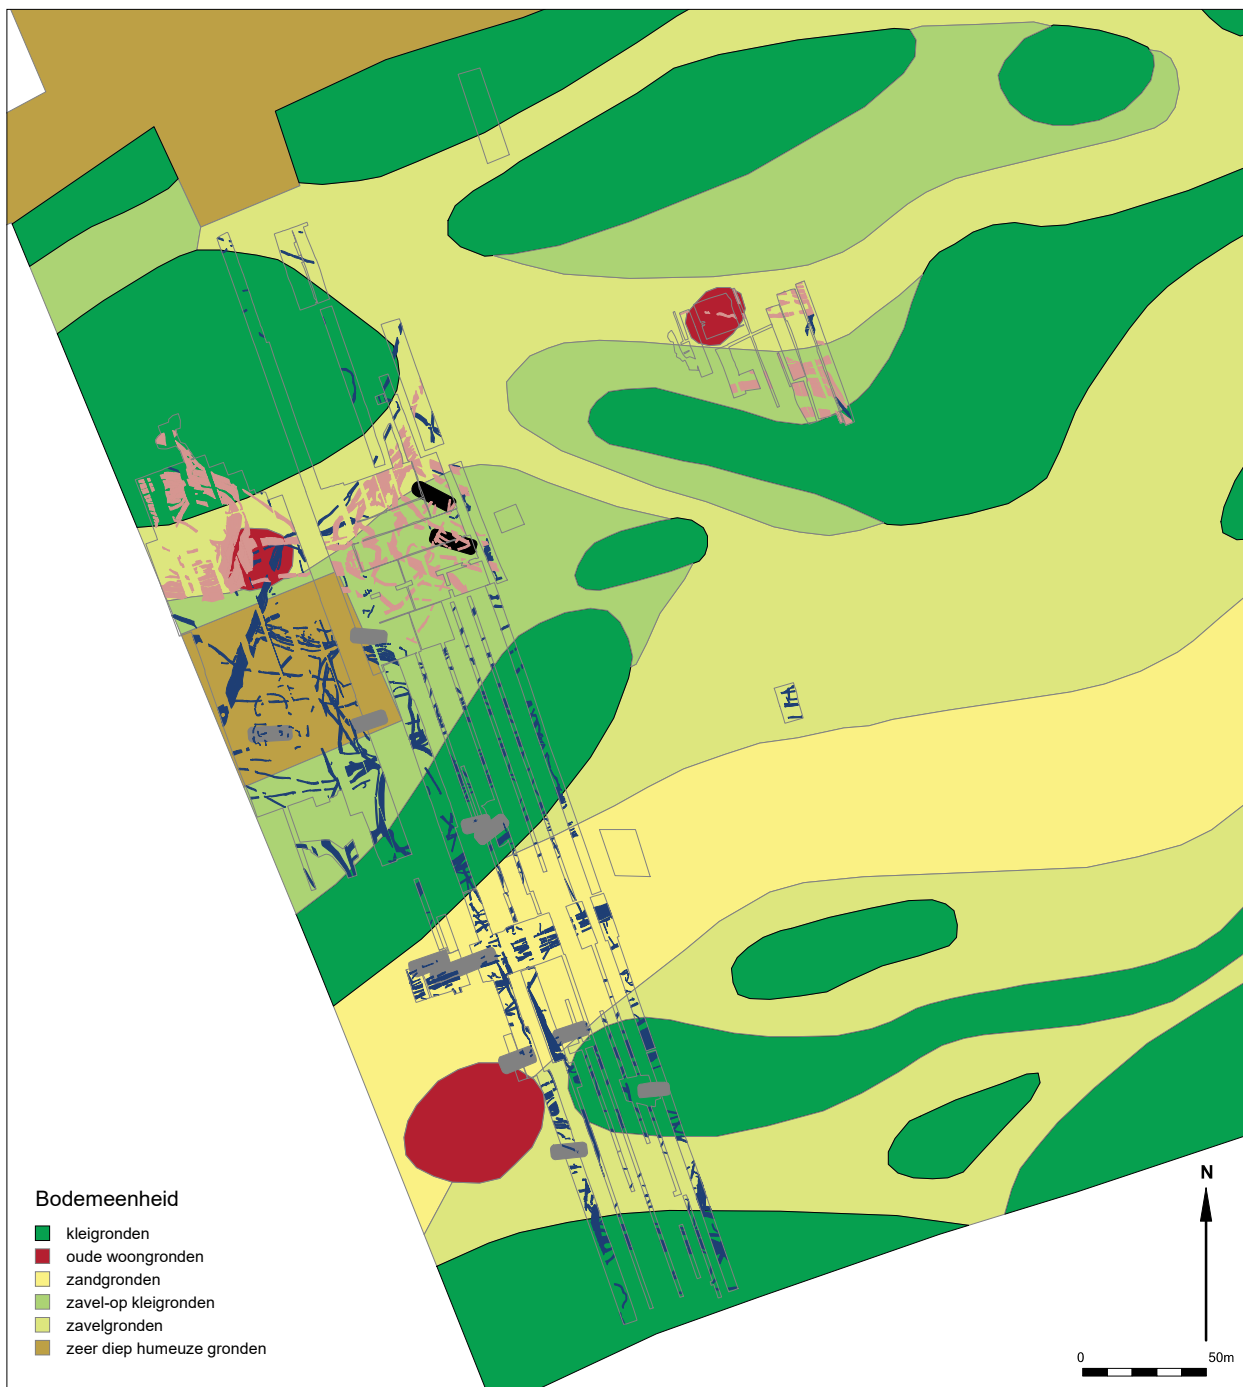 Bodemeenheid
kleigronden
oude woongronden
zandgronden
zavel-op kleigronden
zavelgronden
zeer diep humeuze gronden
N
0 50m